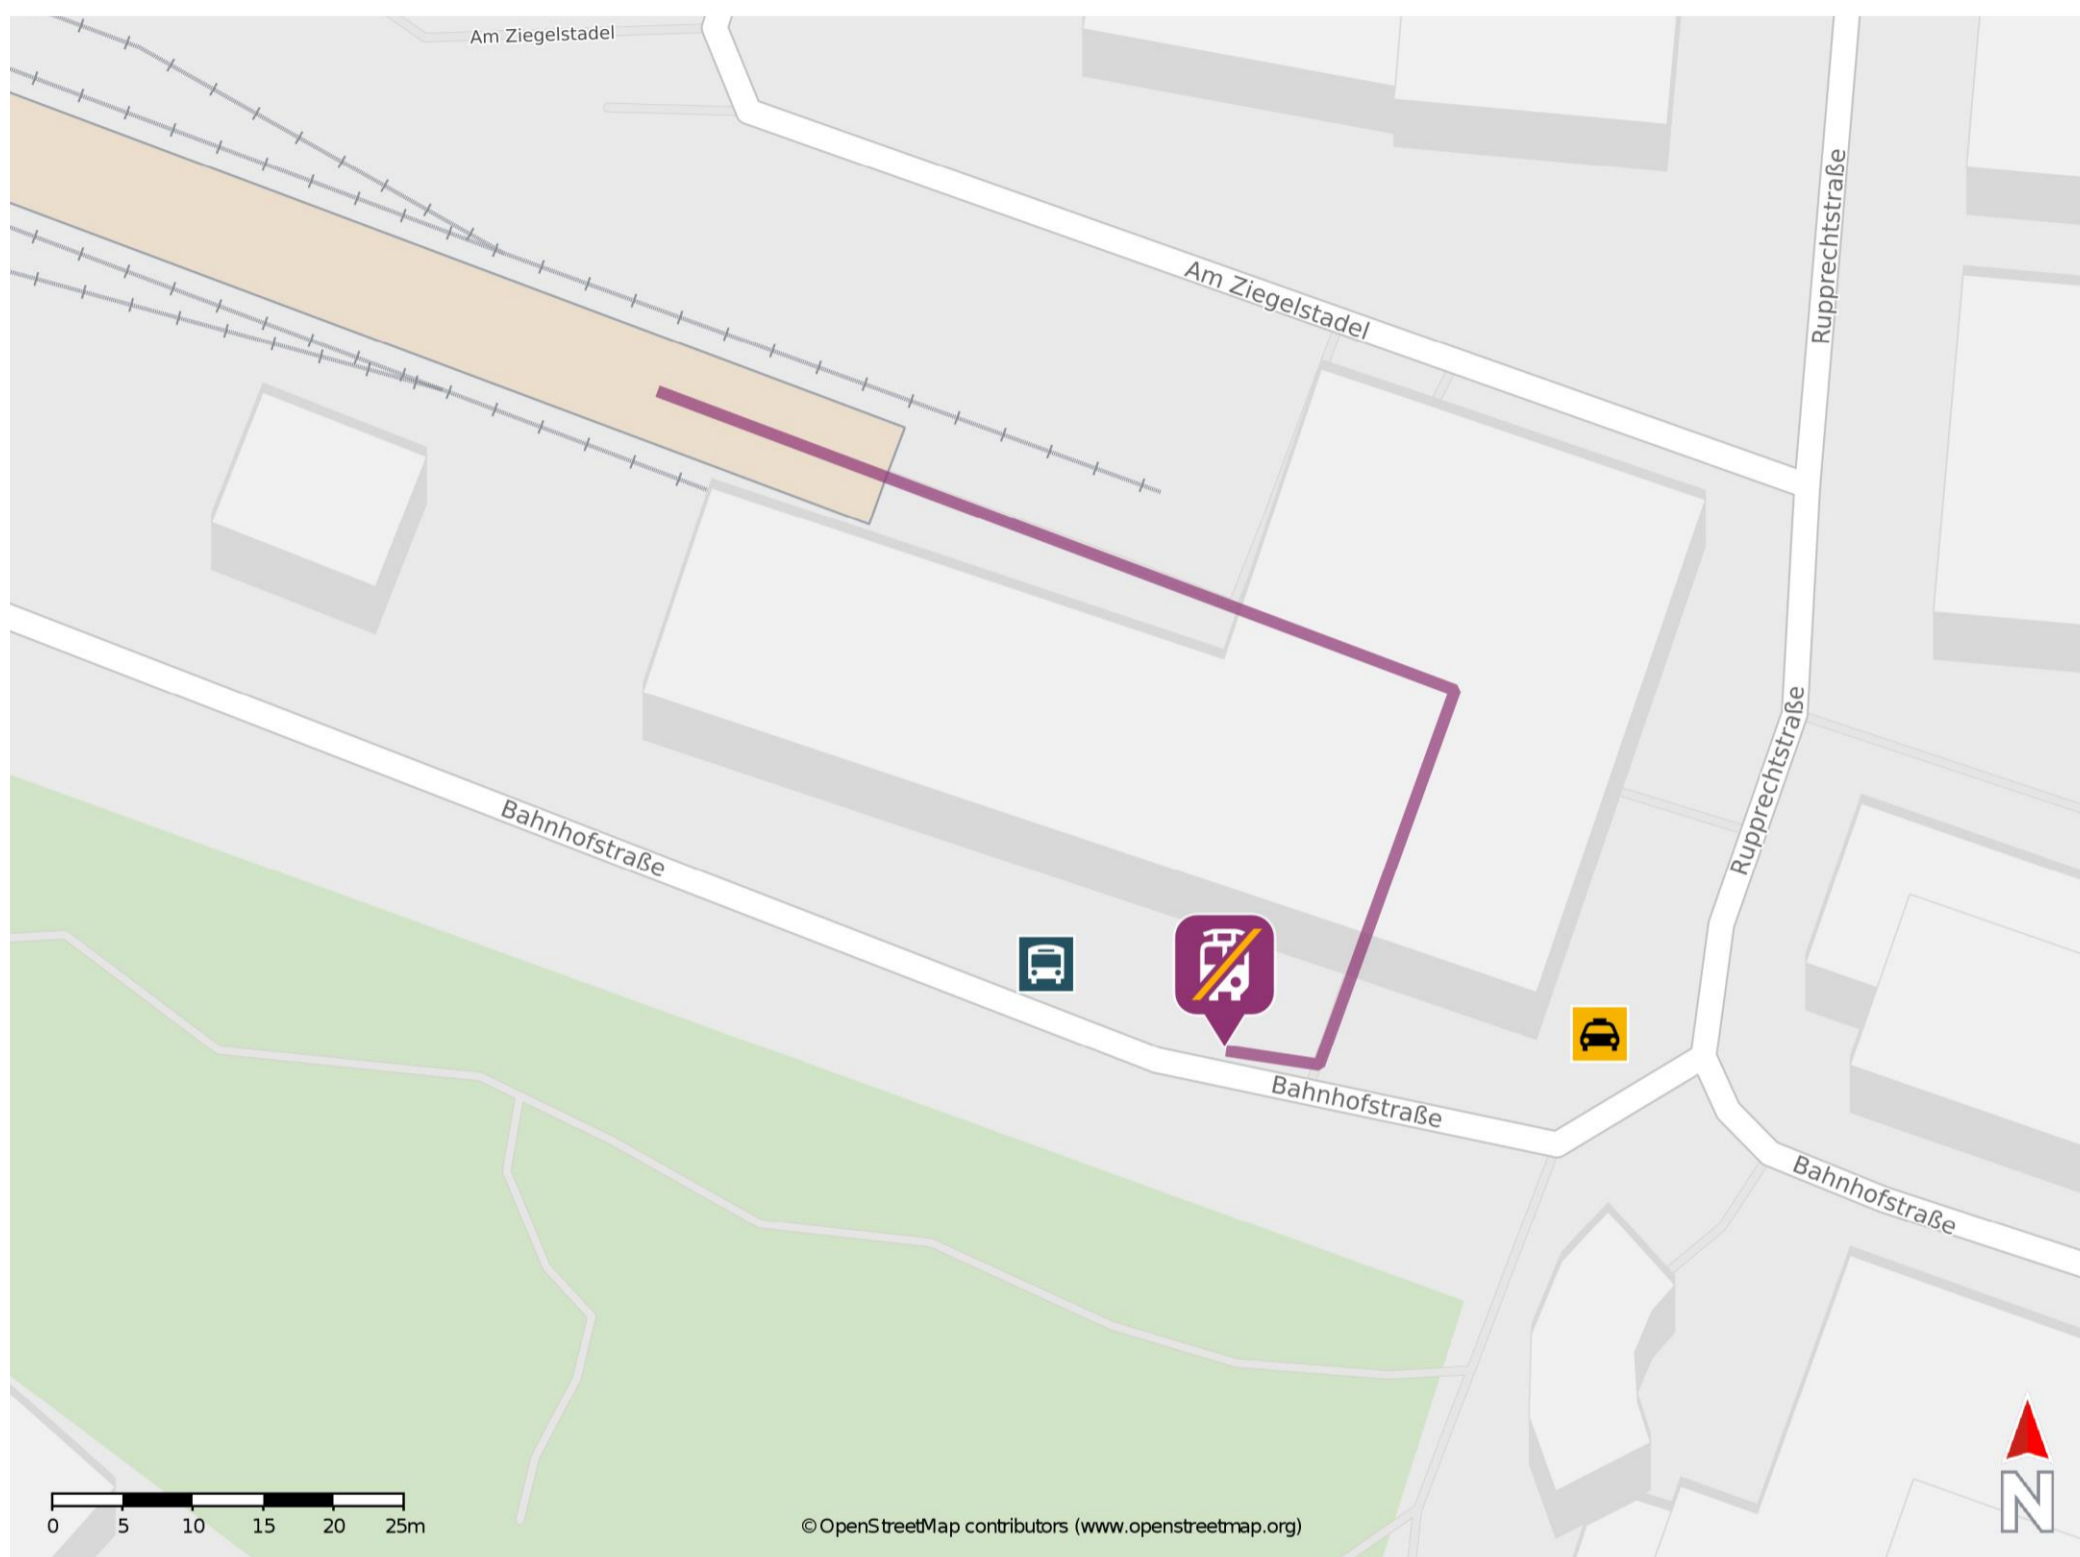 Am Ziegelstadel
Rupprechtstraße
Am Ziegelstadel
Rupprechtstraße
Bahnhofstraße
Bahnhofstraße
Bahnhofstraße
0 5 10 15 20 25m
© OpenStreetMap contributors (www.openstreetmap.org)
N